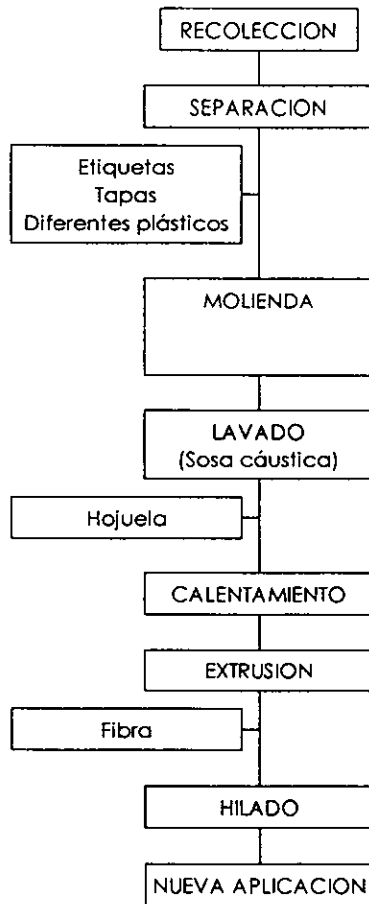 RECOLECCION
SEPARACION
Etiquetas
Tapas
Diferentes plásticos
MOLIENDA
LAVADO
(Sosa cáustica)
Hojuela
CALENTAMIENTO
EXTRUSION
Fibra
HILADO
NUEVA APLICACION